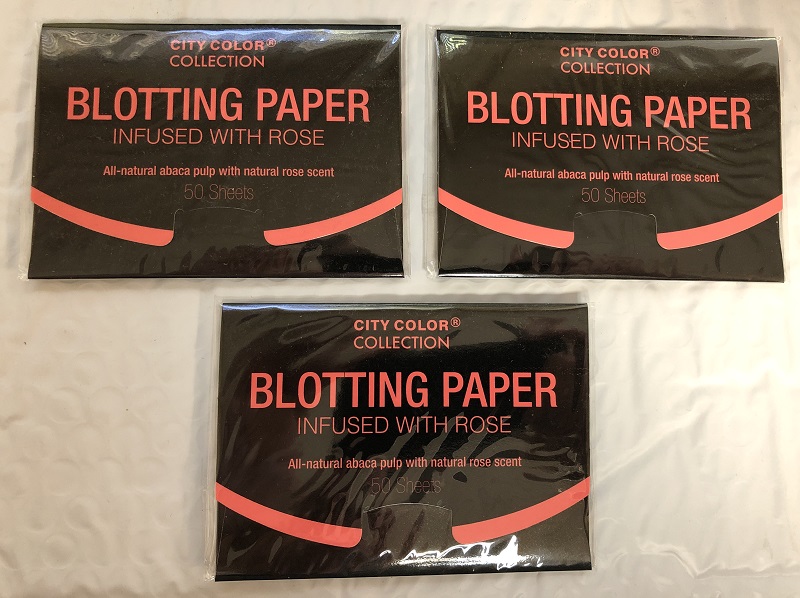 CITY COLOR®
COLLECTION
BLOTTING PAPER
INFUSED WITH ROSE
All-natural abaca pulp with natural rose scent
50 Sheets
CITY COLOR®
COLLECTION
BLOTTING PAPER
INFUSED WITH ROSE
All-natural abaca pulp with natural rose scent
50 Sheets
CITY COLOR®
COLLECTION
BLOTTING PAPER
INFUSED WITH ROSE
All-natural abaca pulp with natural rose scent
50 Sheets